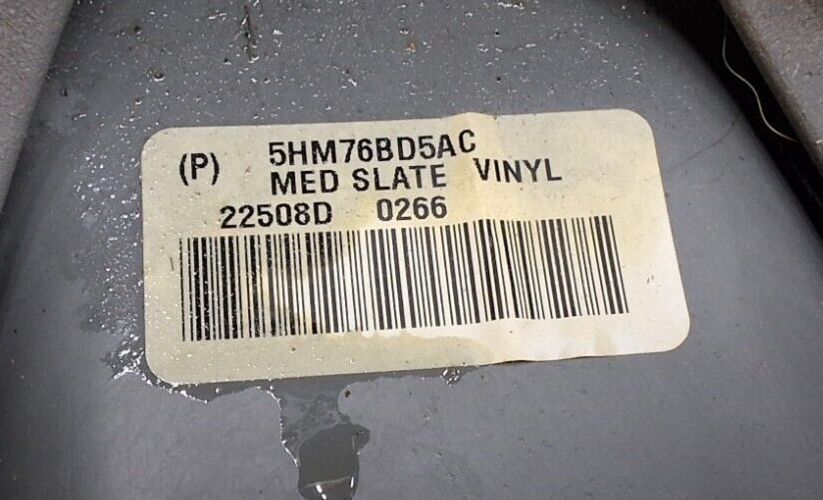 (P) 5HM76BD5AC
MED SLATE VINYL
22508D 0266